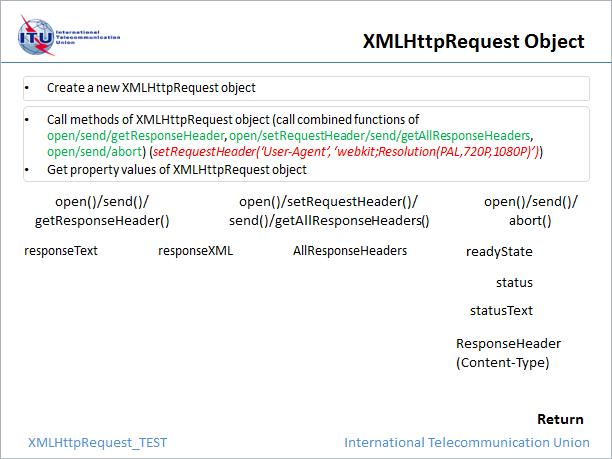 ITU
International
Telecommunication
Union
XMLHttpRequest Object
• Create a new XMLHttpRequest object
• Call methods of XMLHttpRequest object (call combined functions of
open/send/getResponseHeader, open/setRequestHeader/send/getAllResponseHeaders,
open/send/abort) (setRequestHeader(‘User-Agent’, ‘webkit;Resolution(PAL,720P,1080P)’))
• Get property values of XMLHttpRequest object
open()/send()/
getResponseHeader()
open()/setRequestHeader()/
send()/getAllResponseHeaders()
open()/send()/
abort()
responseText
responseXML
AllResponseHeaders
readyState
status
statusText
ResponseHeader
(Content-Type)
Return
XMLHttpRequest_TEST
International Telecommunication Union